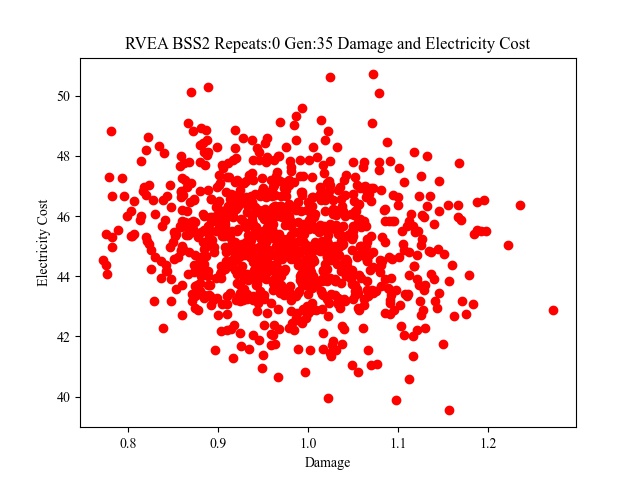 RVEA BSS2 Repeats:0 Gen:35 Damage and Electricity Cost
50
48
46
44
42
40
Electricity Cost
0.8 0.9 1.0 1.1 1.2
Damage